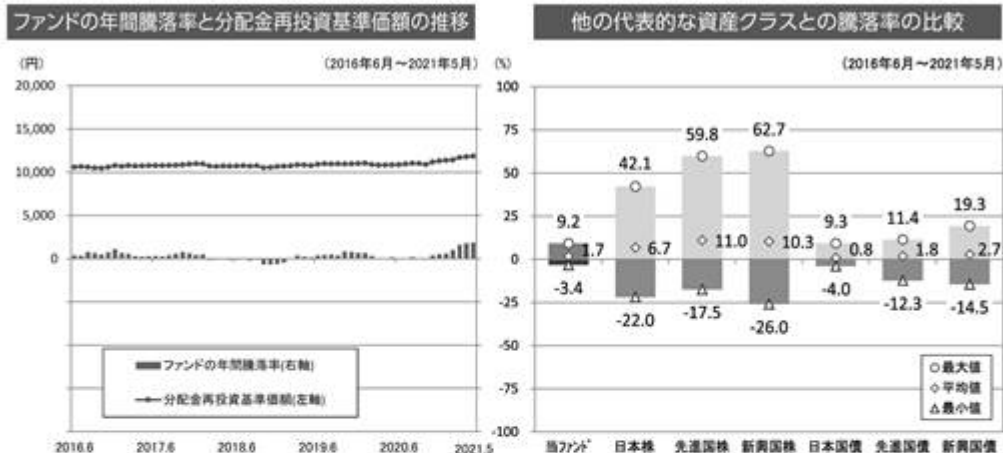 ファンドの年間騰落率と分配金再投資基準価額の推移
(円)
(2016年6月～2021年5月)
(%)
20,000
15,000
10,000
5,000
0
100
75
50
25
0
-25
-50
-75
-100
ファンドの年間騰落率(右軸)
分配金再投資基準価額(左軸)
2016.6
2017.6
2018.6
2019.6
2020.6
2021.5
他の代表的な資産クラスとの騰落率の比較
(2016年6月～2021年5月)
9.2
1.7
-3.4
42.1
6.7
-22.0
59.8
11.0
-17.5
62.7
10.3
-26.0
9.3
0.8
-4.0
11.4
1.8
-12.3
19.3
2.7
-14.5
最大値
平均値
最小値
当ファンド
日本株
先進国株
新興国株
日本国債
先進国債
新興国債